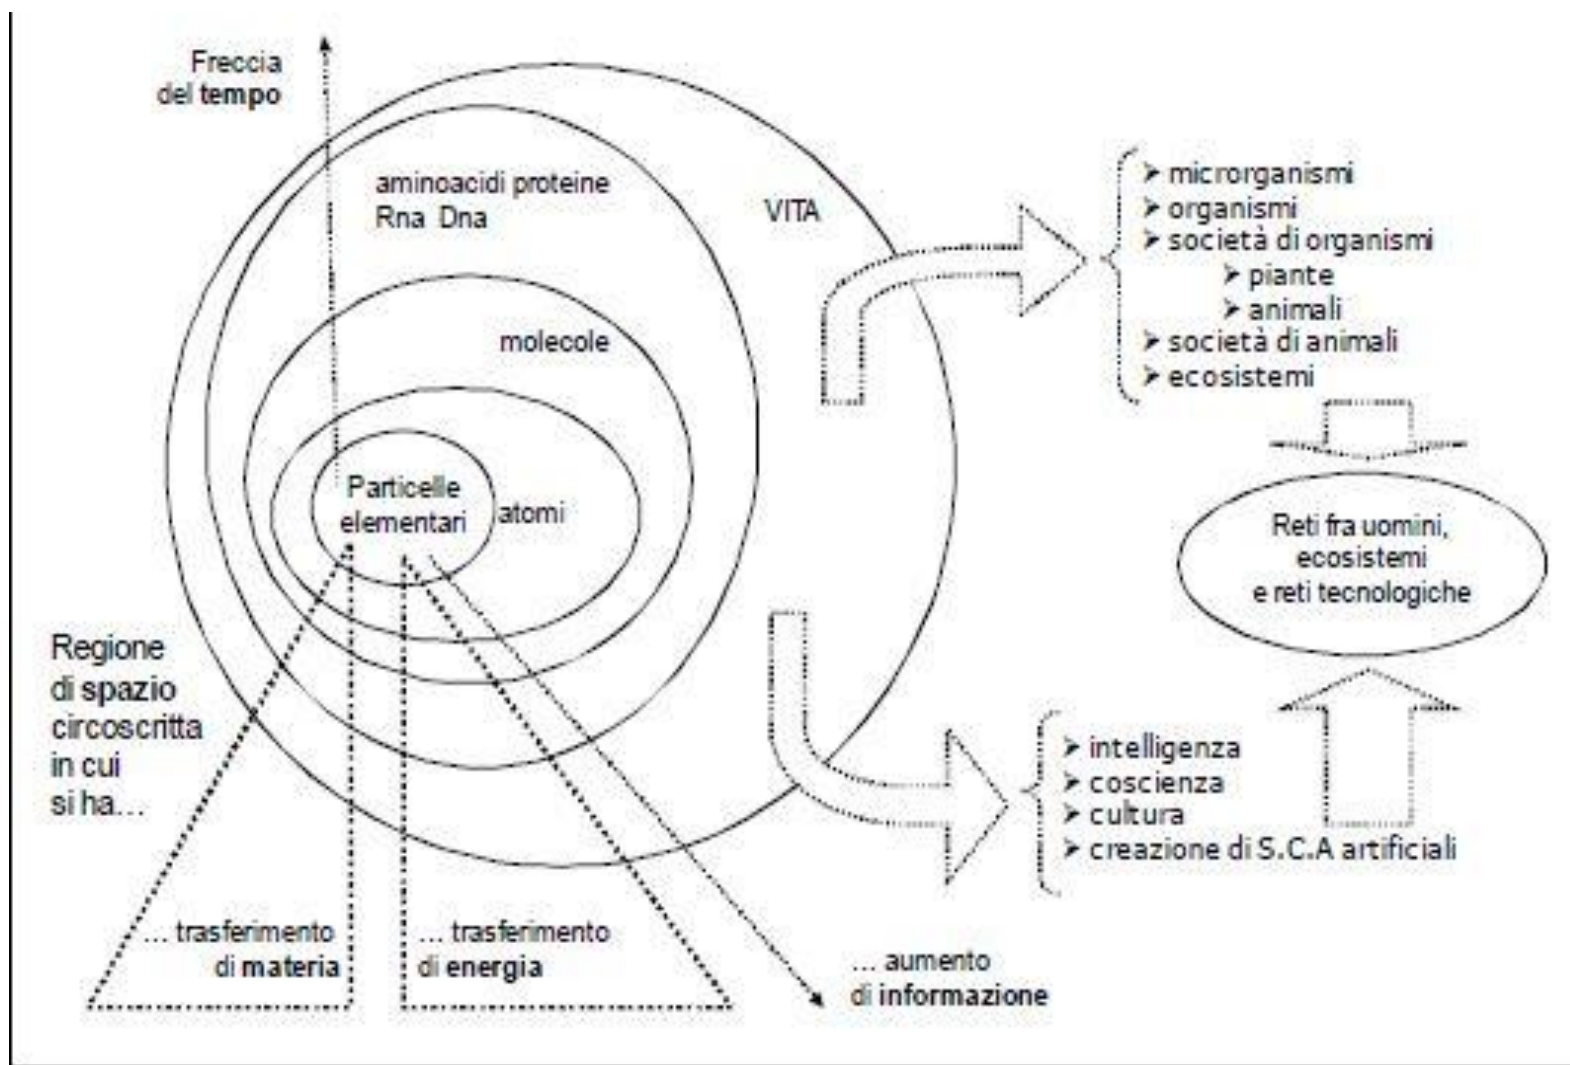 Freccia
del tempo
aminoacidi proteine
Rna Dna
VITA
molecole
Particelle
elementari
atomi
Regione
di spazio
circoscritta
in cui
si ha...
... trasferimento
di materia
... trasferimento
di energia
... aumento
di informazione
➤ microrganismi
➤ organismi
➤ società di organismi
➤ piante
➤ animali
➤ società di animali
➤ ecosistemi
Reti fra uomini,
ecosistemi
e reti tecnologiche
➤ intelligenza
➤ coscienza
➤ cultura
➤ creazione di S.C.A artificiali